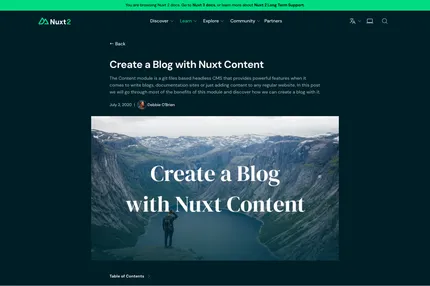 You are browsing Nuxt 2 docs. Go to Nuxt 3 docs, or learn more about Nuxt 2 Long Term Support.
Nuxt2
Discover Learn Explore Community Partners
← Back
Create a Blog with Nuxt Content
The Content module is a git files based headless CMS that provides powerful features when it
comes to write blogs, documentation sites or just adding content to any regular website. In this post
we will go through most of the benefits of this module and discover how we can create a blog with it.
July 2, 2020 | Debbie O'Brien
Create a Blog
with Nuxt Content
Table of Contents